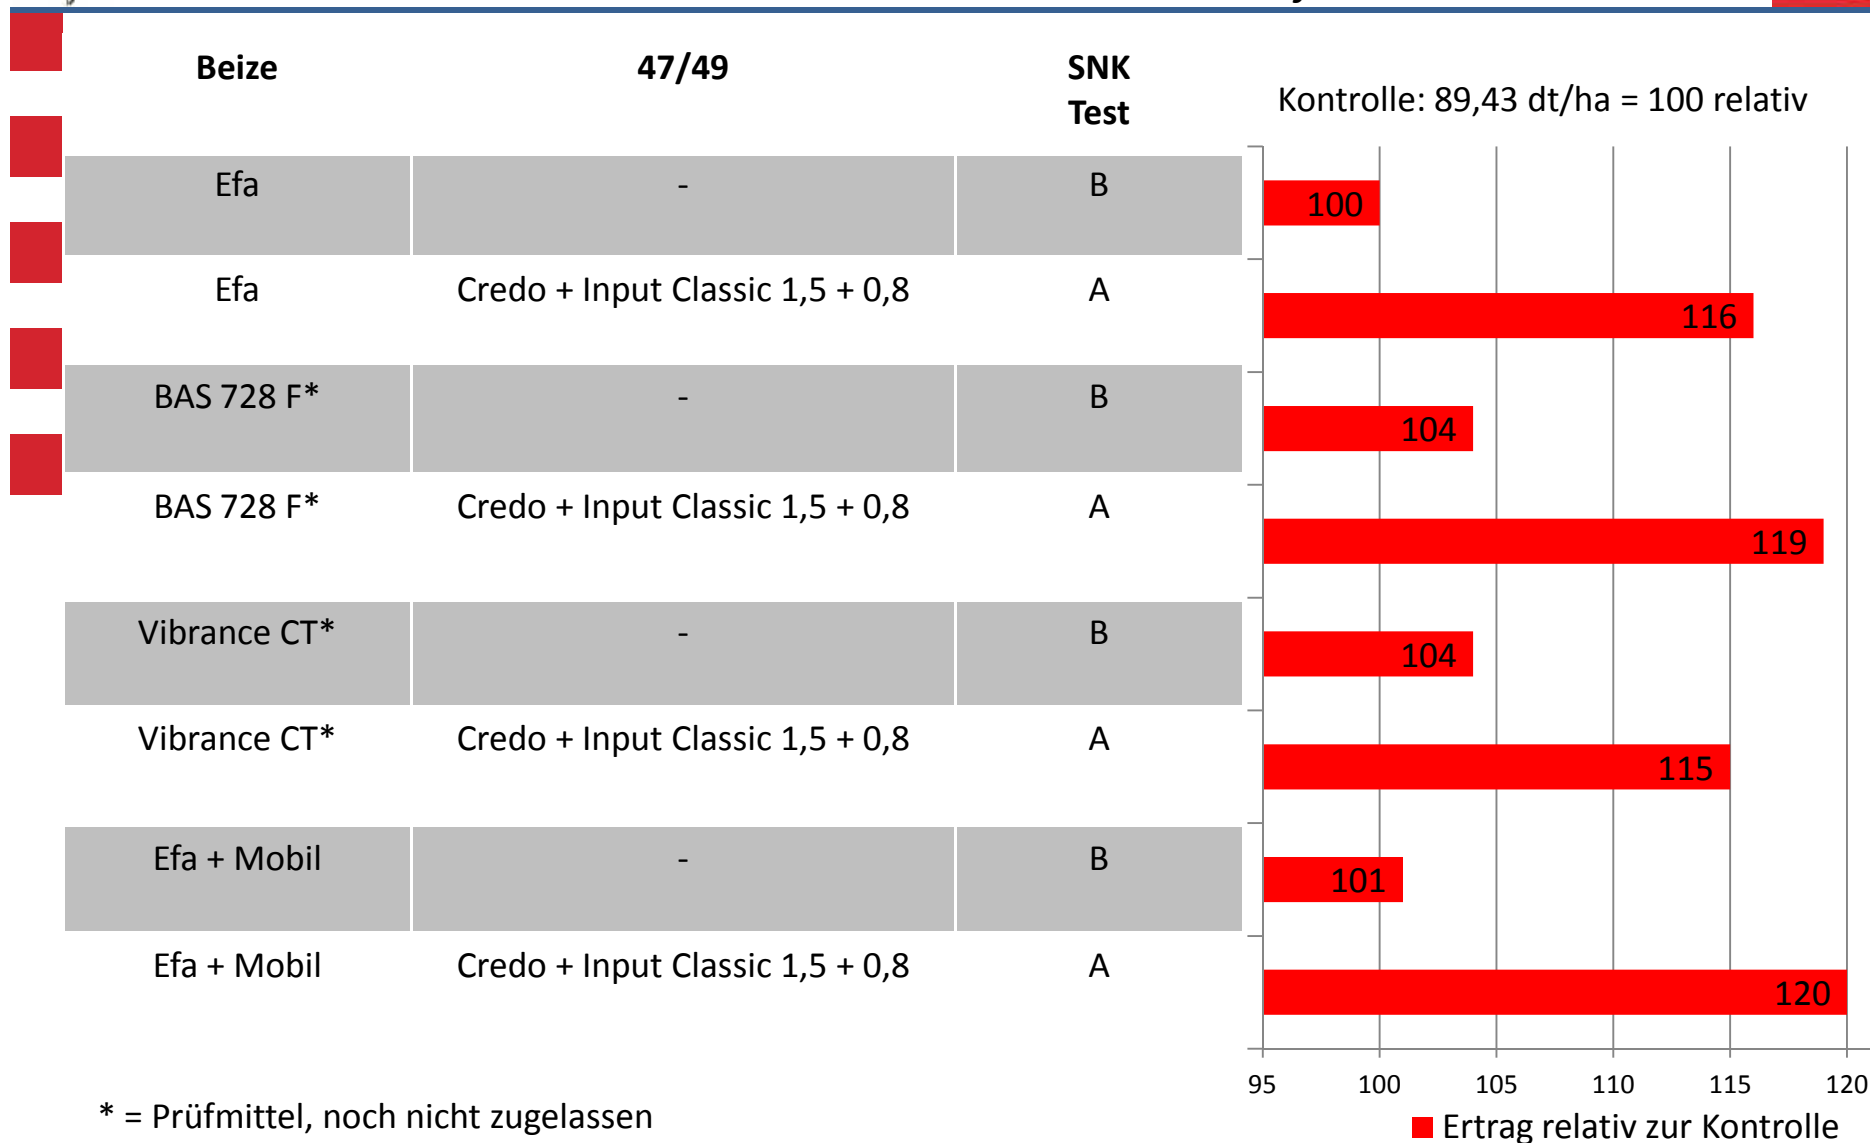 Beize 47/49 SNK Test
Kontrolle: 89,43 dt/ha = 100 relativ
Efa - B 100
Efa Credo + Input Classic 1,5 + 0,8 A 116
BAS 728 F* - B 104
BAS 728 F* Credo + Input Classic 1,5 + 0,8 A 119
Vibrance CT* - B 104
Vibrance CT* Credo + Input Classic 1,5 + 0,8 A 115
Efa + Mobil - B 101
Efa + Mobil Credo + Input Classic 1,5 + 0,8 A 120
95 100 105 110 115 120
* = Prüfmittel, noch nicht zugelassen
Ertrag relativ zur Kontrolle